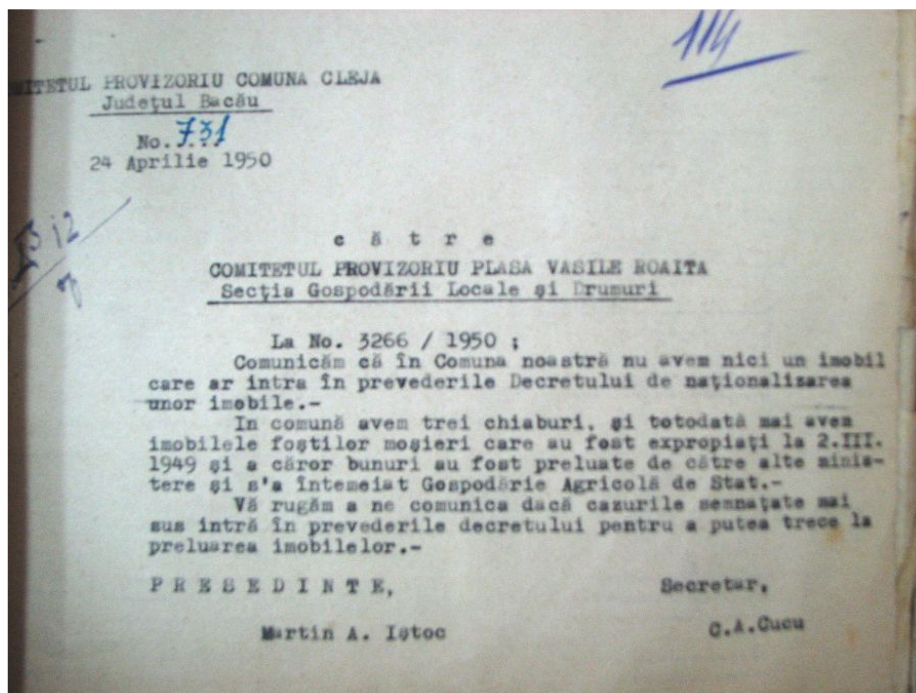 114
MITETUL PROVIZORIU COMUNA CLEJA
Județul Bacău
No. 731
24 Aprilie 1950
c ă t r e
COMITETUL PROVIZORIU PLASA VASILE ROAITA
Secția Gospodării Locale și Drumuri
La No. 3266 / 1950 ;
Comunicăm că în Comuna noastră nu avem nici un imobil
care ar intra în prevederile Decretului de naționalizarea
unor imobile.-
In comună avem trei chiaburi, și totodată mai avem
imobilele foștilor moșieri care au fost expropiați la 2.III.
1949 și a căror bunuri au fost preluate de către alte minis-
tere și s'a întemeiat Gospodărie Agricolă de Stat.-
Vă rugăm a ne comunica dacă cazurile semnațate mai
sus intră în prevederile decretului pentru a putea trece la
preluarea imobilelor.-
P R E S E D I N T E,
Secretar,
Martin A. Iștoc
C.A.Cucu